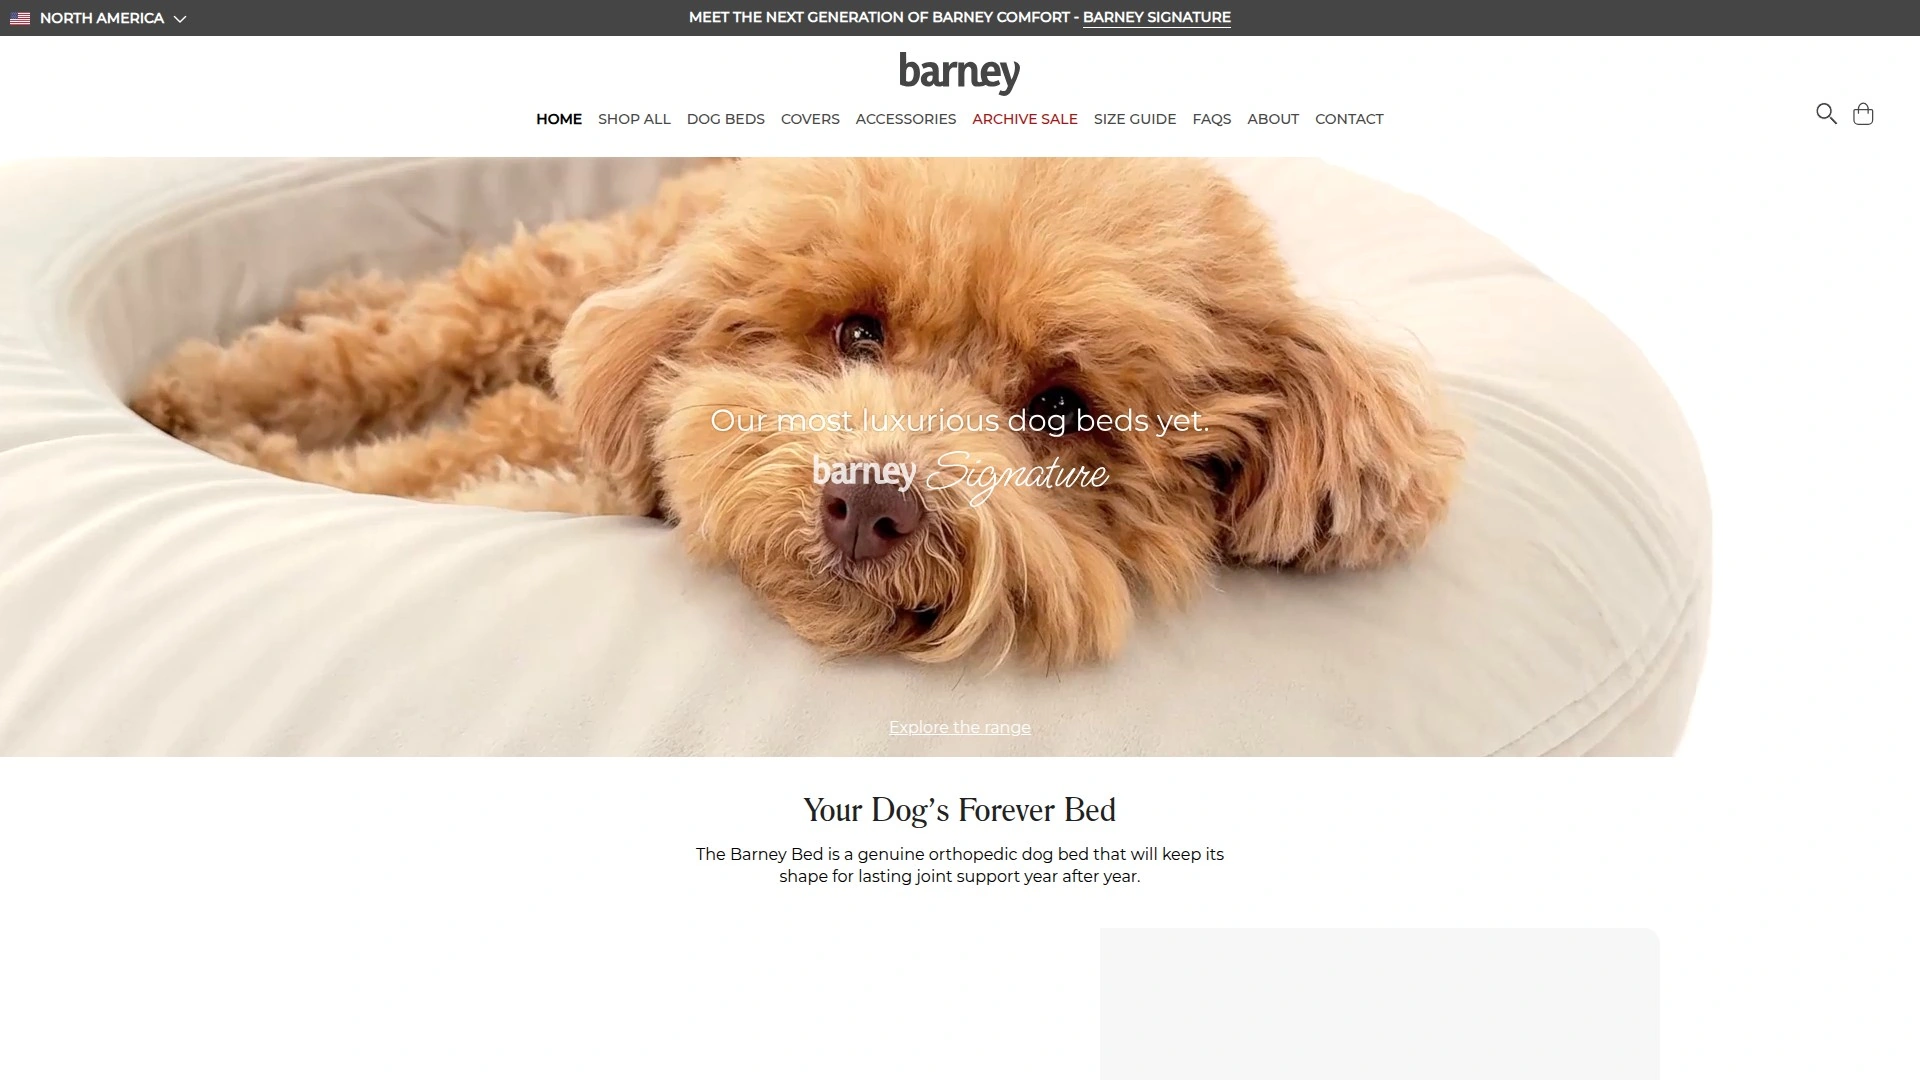 NORTH AMERICA
MEET THE NEXT GENERATION OF BARNEY COMFORT - BARNEY SIGNATURE
barney
HOME SHOP ALL DOG BEDS COVERS ACCESSORIES ARCHIVE SALE SIZE GUIDE FAQS ABOUT CONTACT
Our most luxurious dog beds yet.
barney Signature
Explore the range
Your Dog’s Forever Bed
The Barney Bed is a genuine orthopedic dog bed that will keep its
shape for lasting joint support year after year.